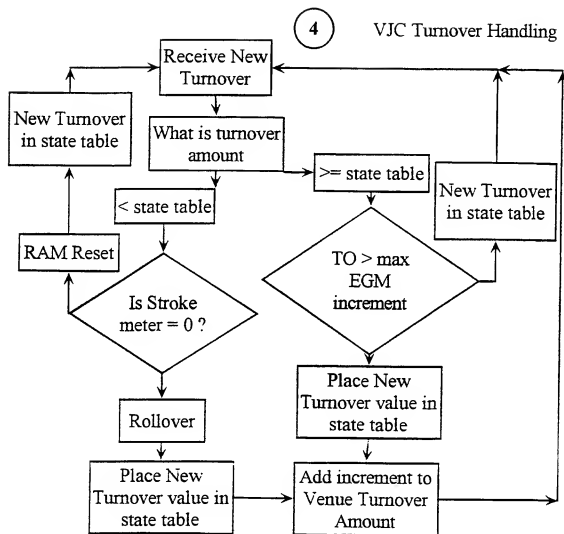 4
VJC Turnover Handling
Receive New
Turnover
New Turnover
in state table
What is turnover
amount
>= state table
New Turnover
in state table
< state table
RAM Reset
TO > max
EGM
increment
Is Stroke
meter = 0 ?
Place New
Turnover value in
state table
Rollover
Place New
Turnover value in
state table
Add increment to
Venue Turnover
Amount